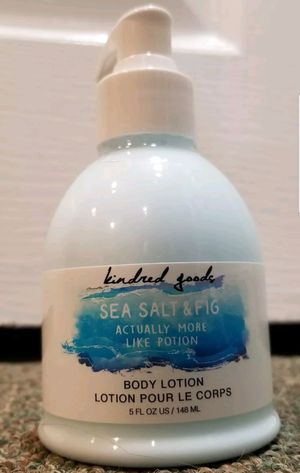 kindred goods
SEA SALT & FIG
ACTUALLY MORE
LIKE POTION
BODY LOTION
LOTION POUR LE CORPS
5 FL OZ US / 148 ML